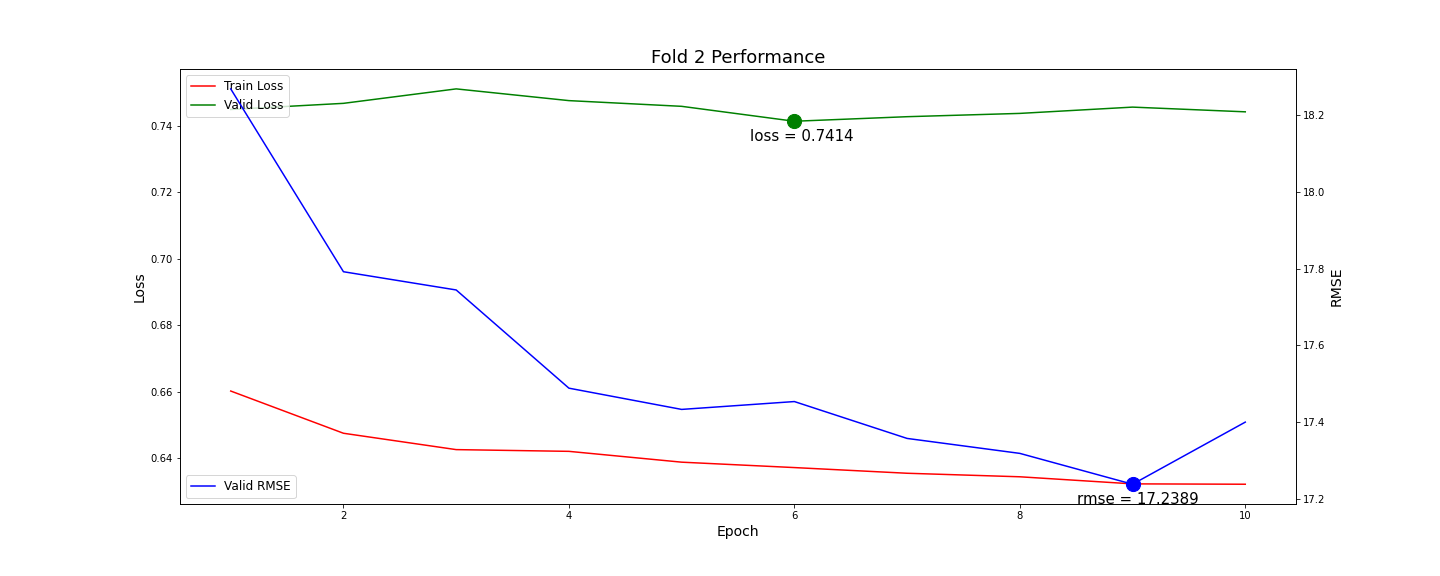 Fold 2 Performance
Train Loss
Valid Loss
0.74
0.72
0.70
0.68
0.66
0.64
Loss
18.2
18.0
17.8
17.6
17.4
17.2
RMSE
loss = 0.7414
rmse = 17.2389
Valid RMSE
2
4
6
8
10
Epoch